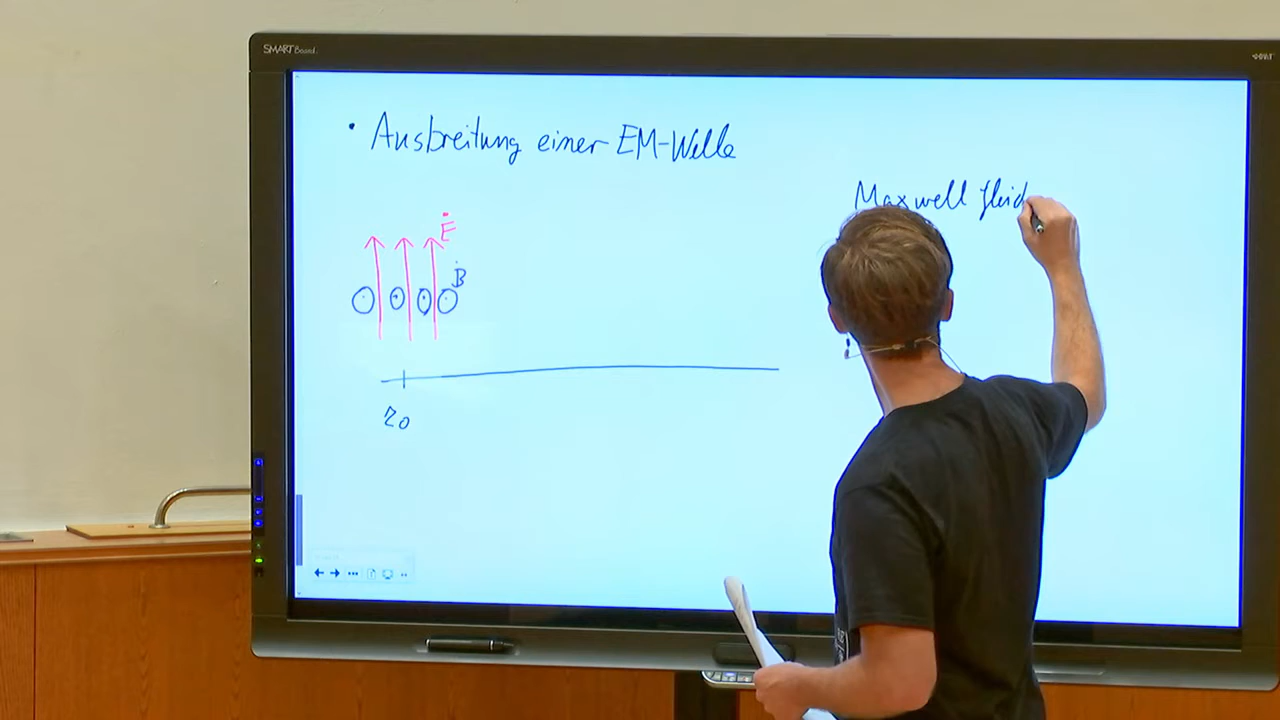 SMART Board
• Ausbreitung einer EM-Welle
Maxwell Gleich
Ė
Ḃ
z0